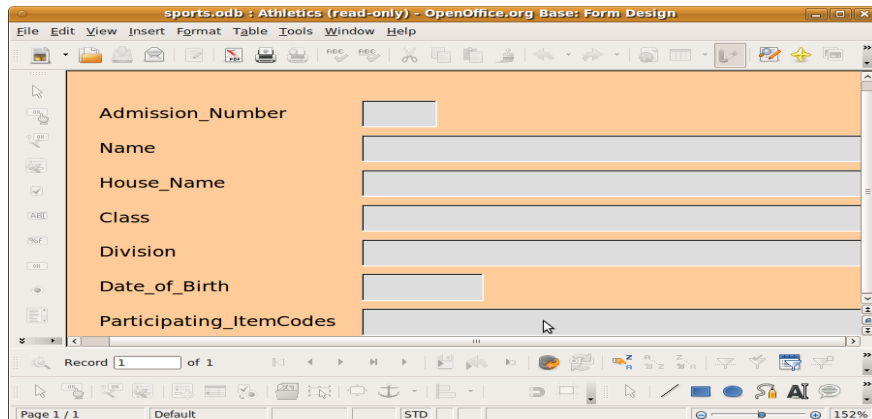 sports.odb : Athletics (read-only) - OpenOffice.org Base: Form Design
File Edit View Insert Format Table Tools Window Help
Admission_Number
Name
House_Name
Class
Division
Date_of_Birth
Participating_ItemCodes
Record 1 of 1
Page 1 / 1 Default STD 152%